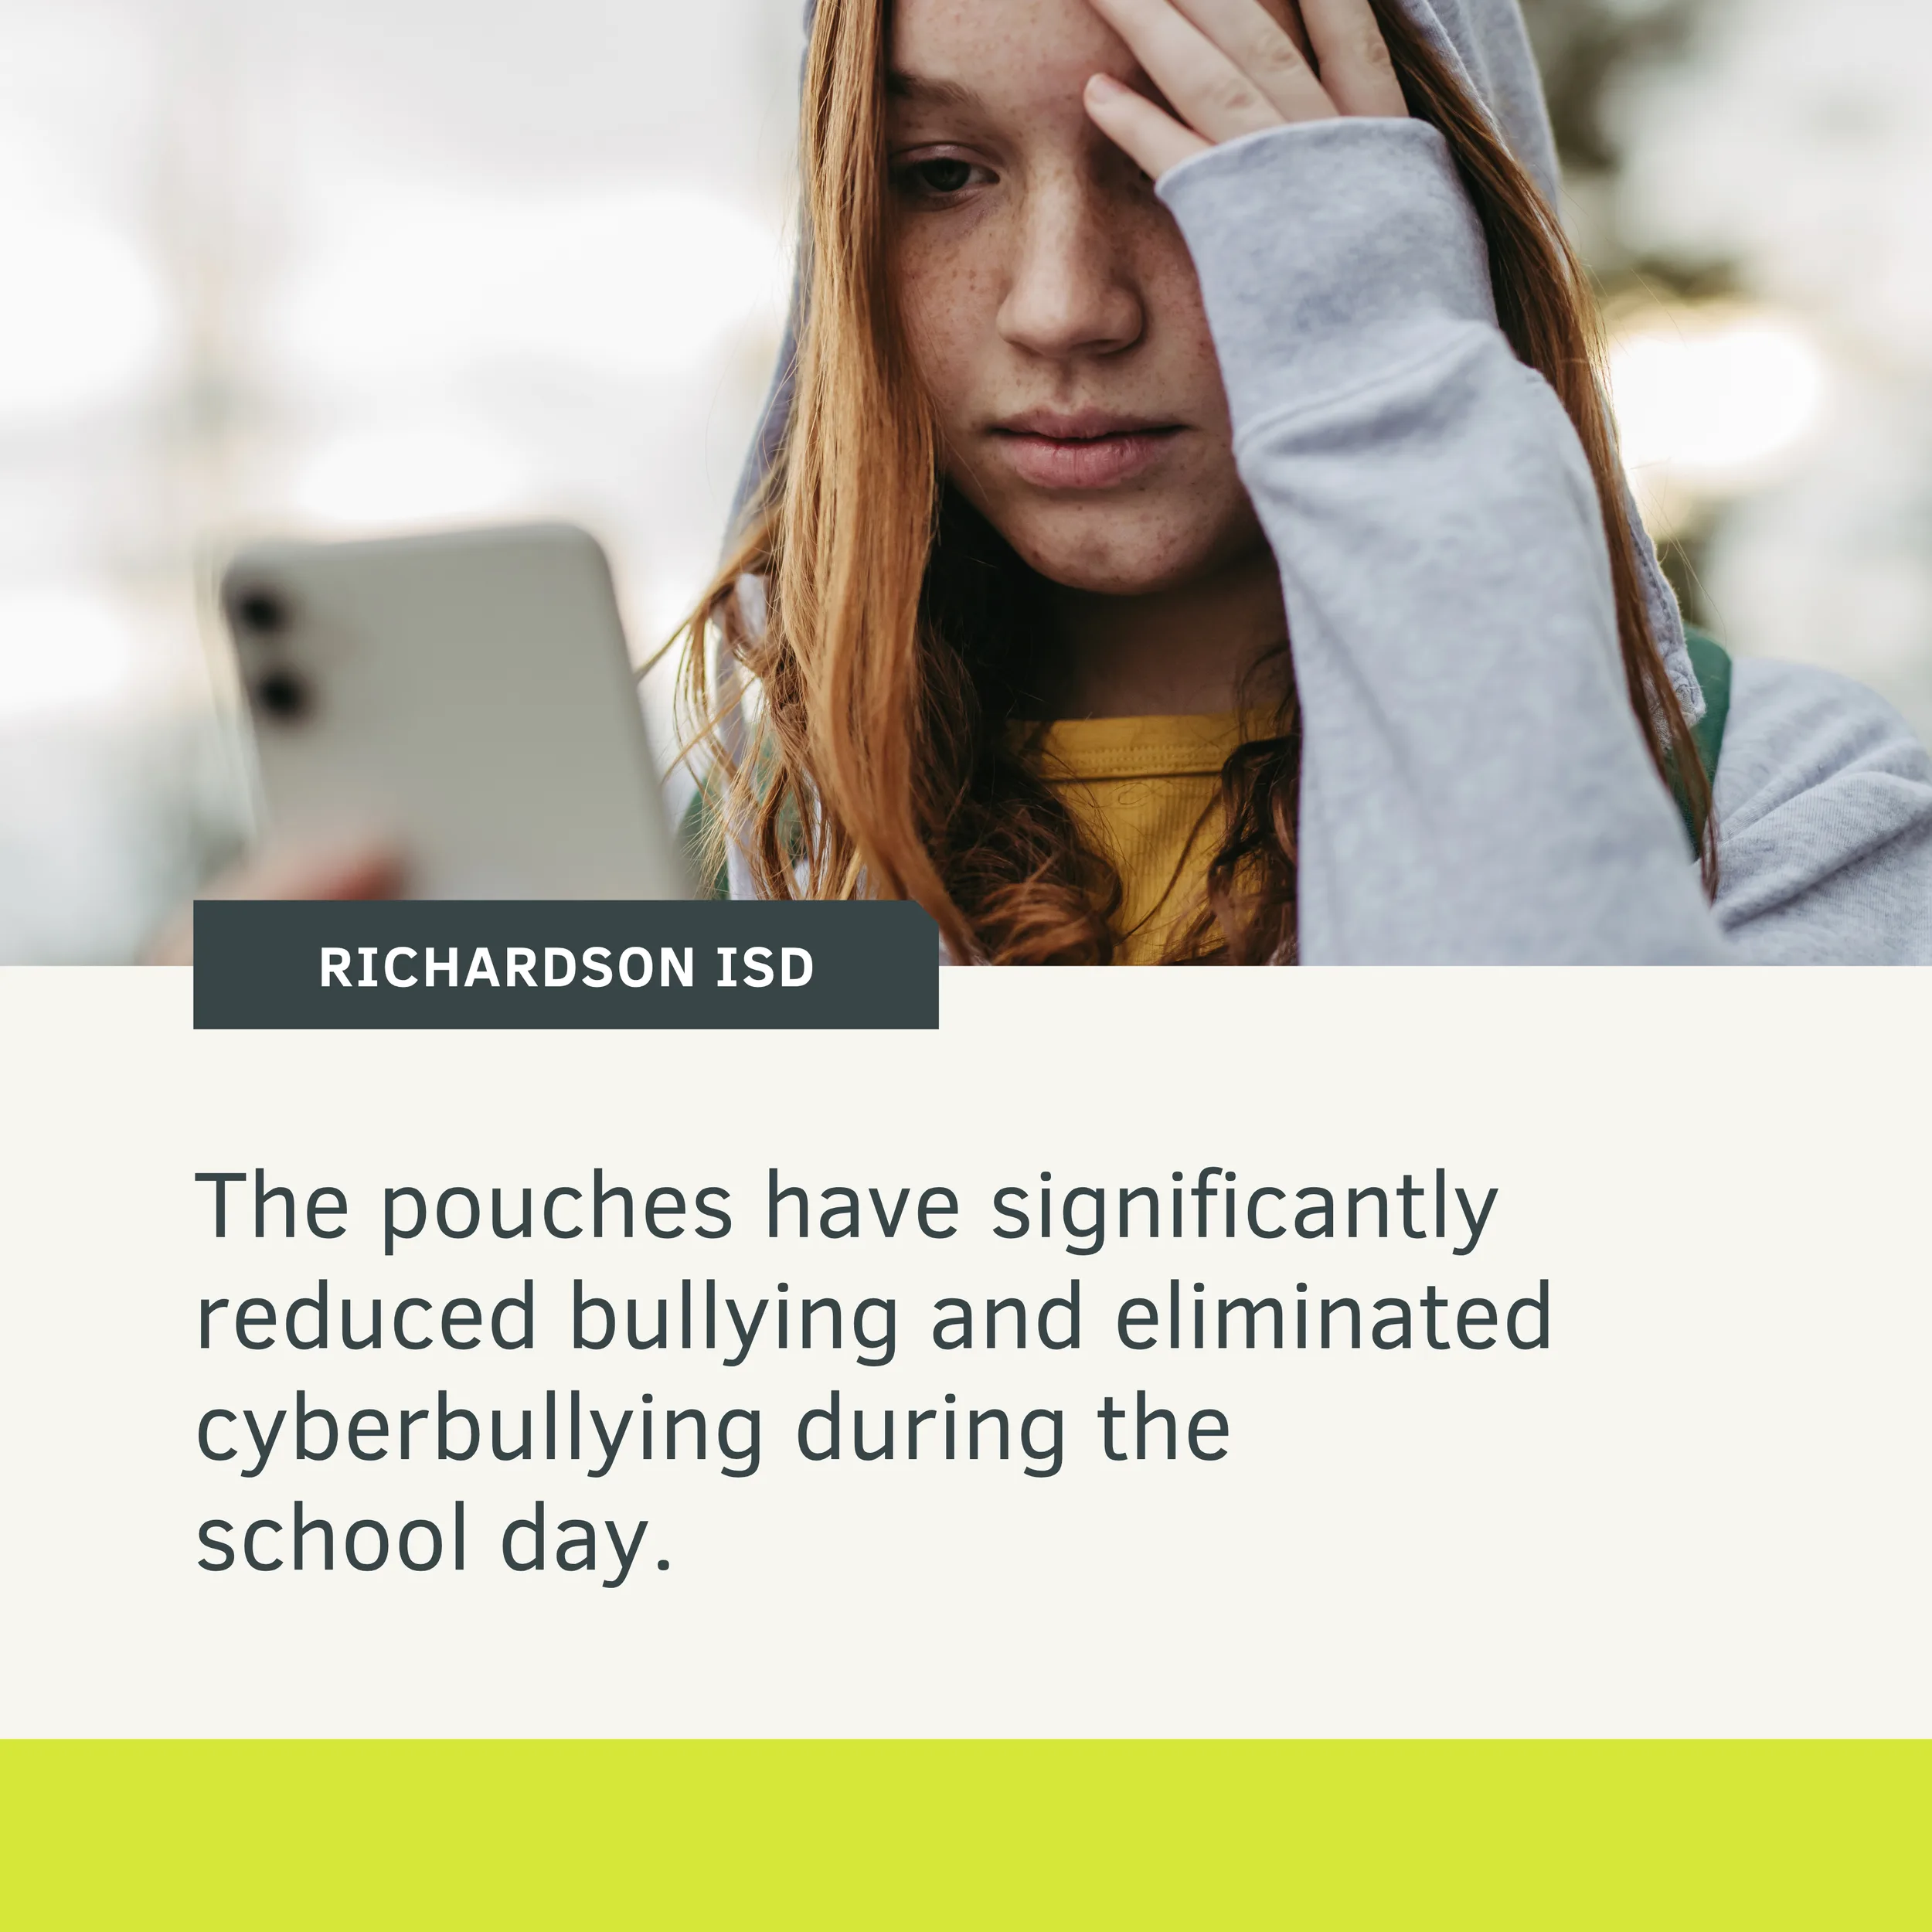 RICHARDSON ISD
The pouches have significantly
reduced bullying and eliminated
cyberbullying during the
school day.